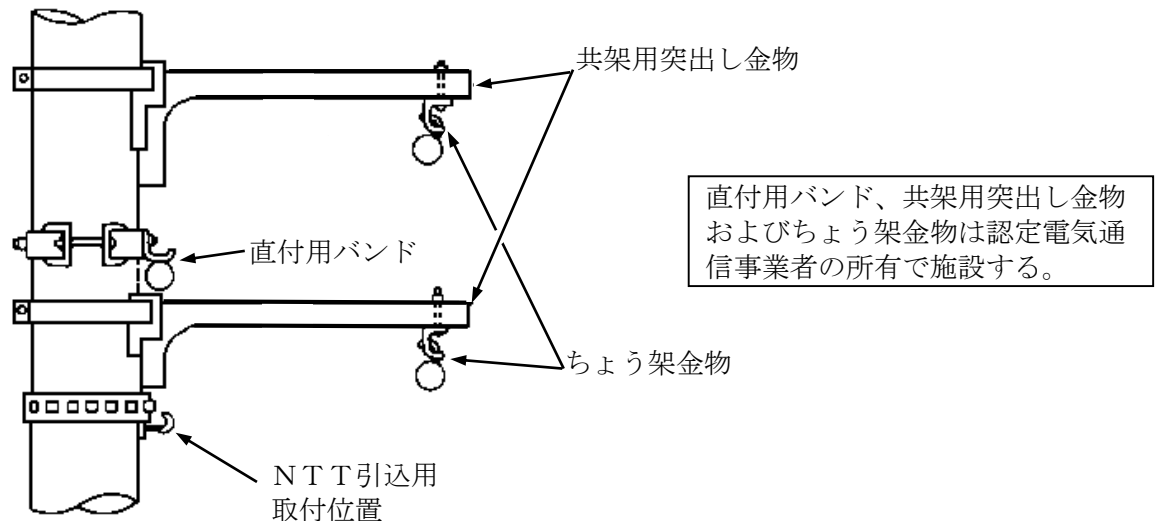 共架用突出し金物
直付用バンド、共架用突出し金物
およびちょう架金物は認定電気通
信事業者の所有で施設する。
直付用バンド
ちょう架金物
ＮＴＴ引込用
取付位置